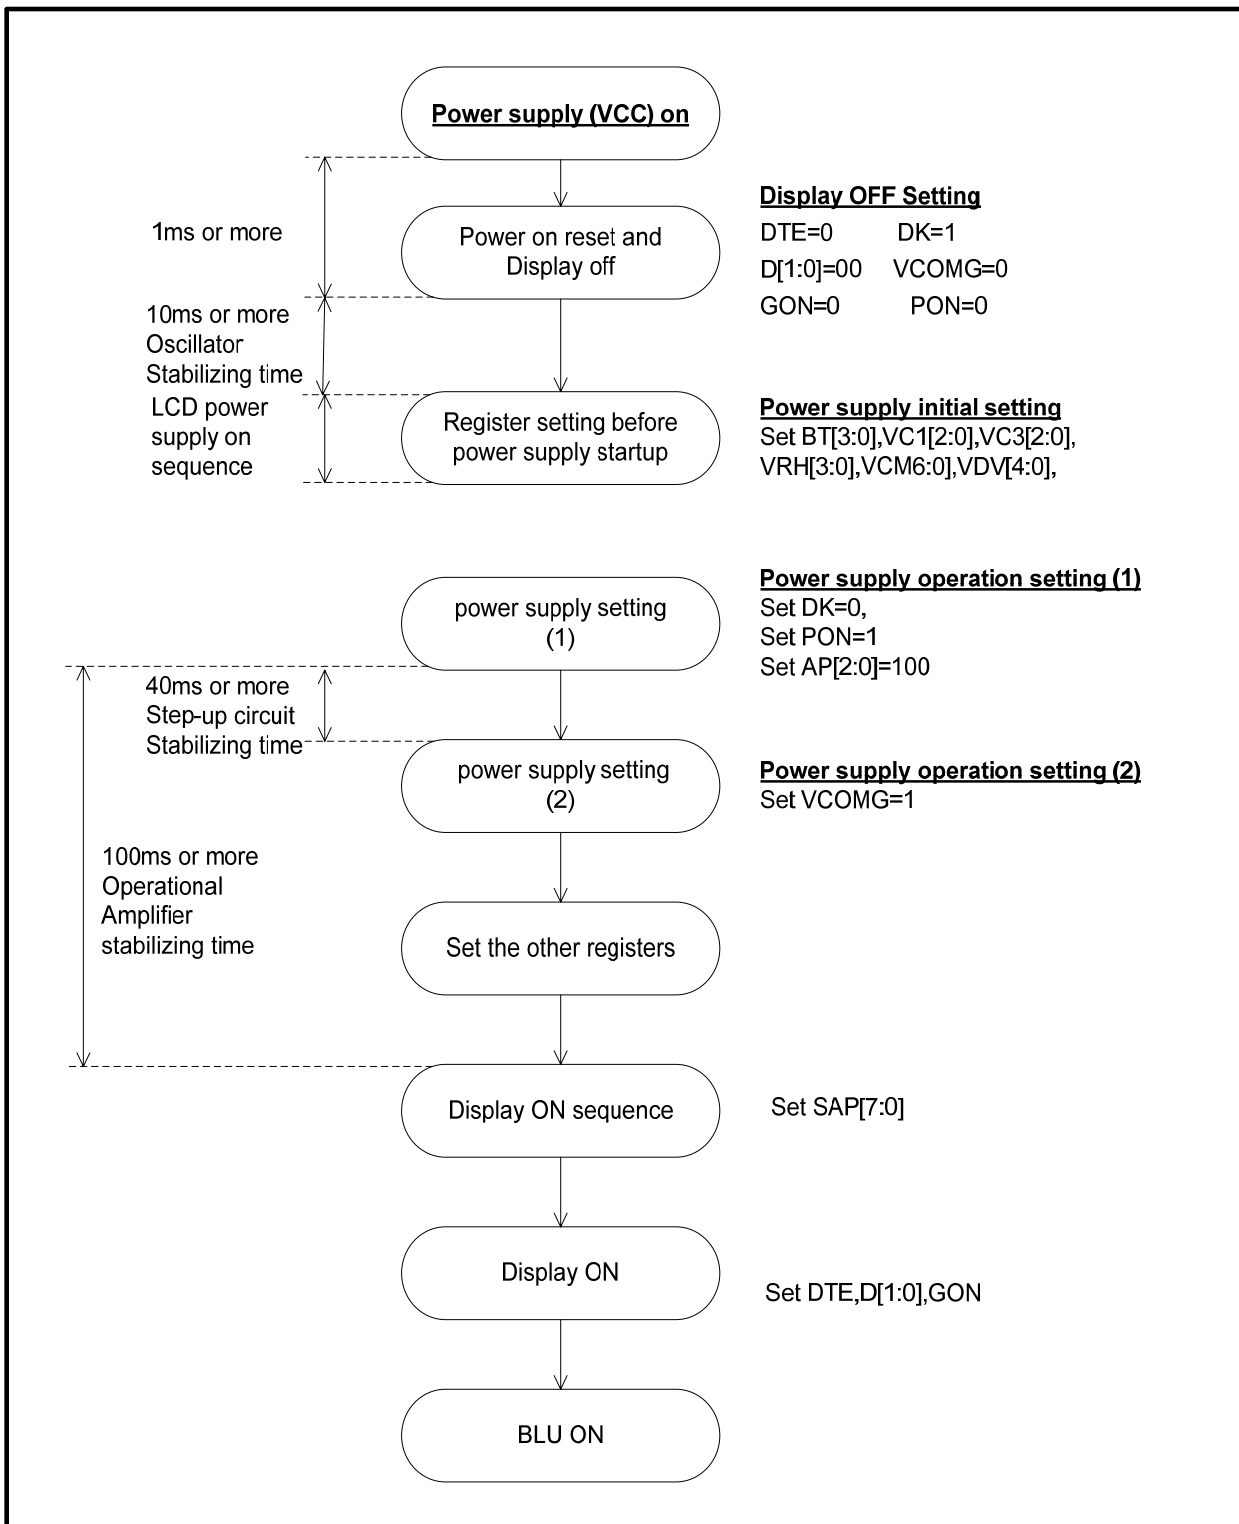 Power supply (VCC) on
1ms or more
Power on reset and
Display off
Display OFF Setting
DTE=0 DK=1
D[1:0]=00 VCOMG=0
GON=0 PON=0
10ms or more
Oscillator
Stabilizing time
LCD power
supply on
sequence
Register setting before
power supply startup
Power supply initial setting
Set BT[3:0],VC1[2:0],VC3[2:0],
VRH[3:0],VCM6:0],VDV[4:0],
power supply setting
(1)
Power supply operation setting (1)
Set DK=0,
Set PON=1
Set AP[2:0]=100
40ms or more
Step-up circuit
Stabilizing time
power supply setting
(2)
Power supply operation setting (2)
Set VCOMG=1
100ms or more
Operational
Amplifier
stabilizing time
Set the other registers
Display ON sequence
Set SAP[7:0]
Display ON
Set DTE,D[1:0],GON
BLU ON